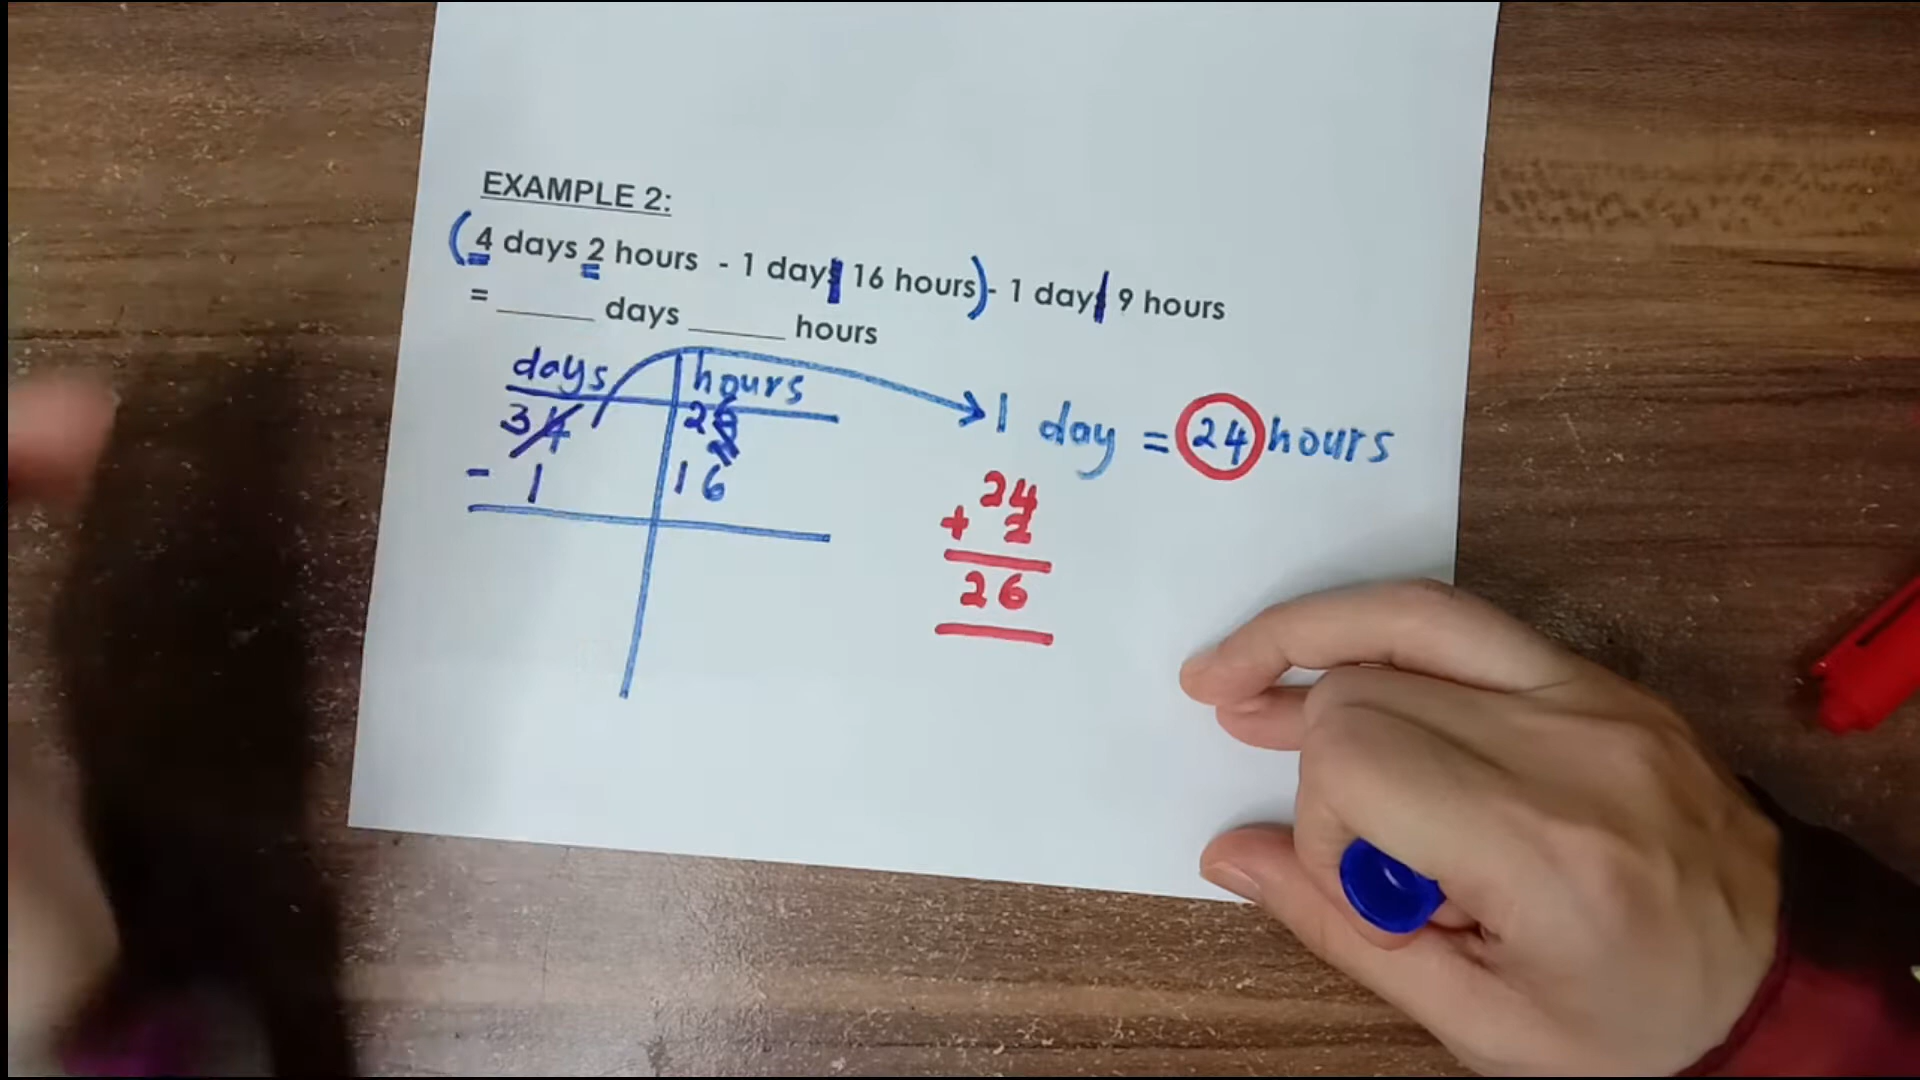 EXAMPLE 2:
(4 days 2 hours - 1 day 16 hours) - 1 day 9 hours
= ______ days ______ hours
days hours
3 4 26
- 1 16
1 day = 24 hours
24
+ 2
26